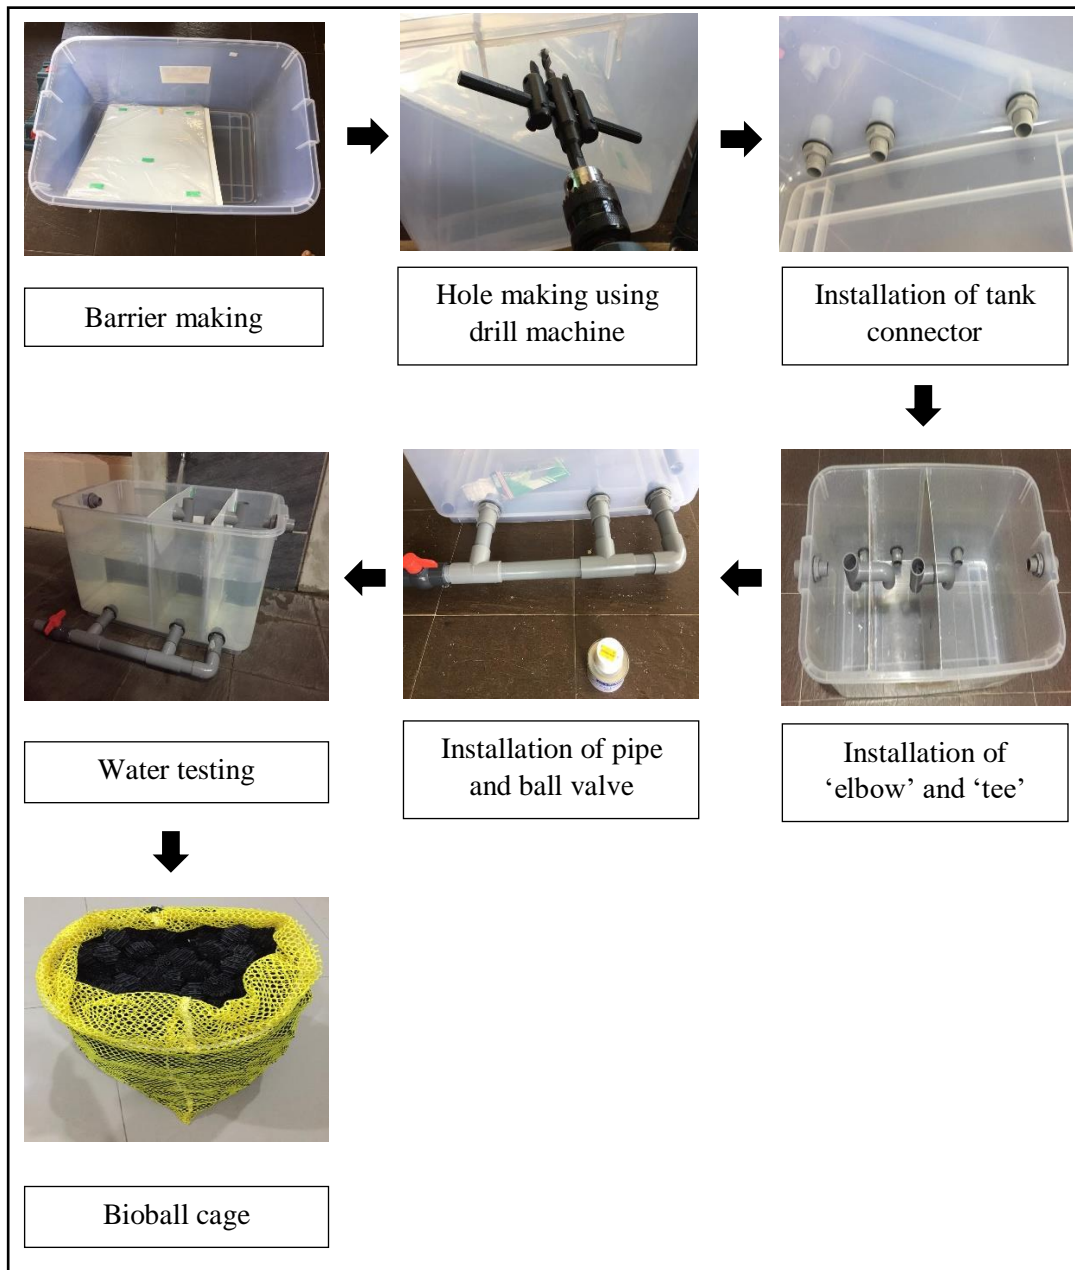 Barrier making
Hole making using
drill machine
Installation of tank
connector
Installation of
‘elbow’ and ‘tee’
Installation of pipe
and ball valve
Water testing
Bioball cage